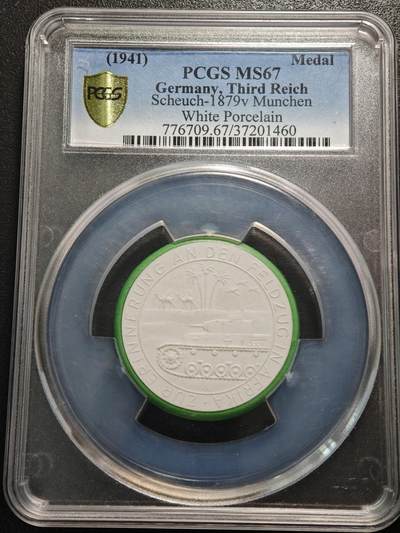 (1941) Medal
PCGS MS67
Germany, Third Reich
Scheuch-1879v Munchen
White Porcelain
776709.67/37201460
PCGS
ZUR ERINNERUNG AN DEN FELDZUG IN AFRIKA